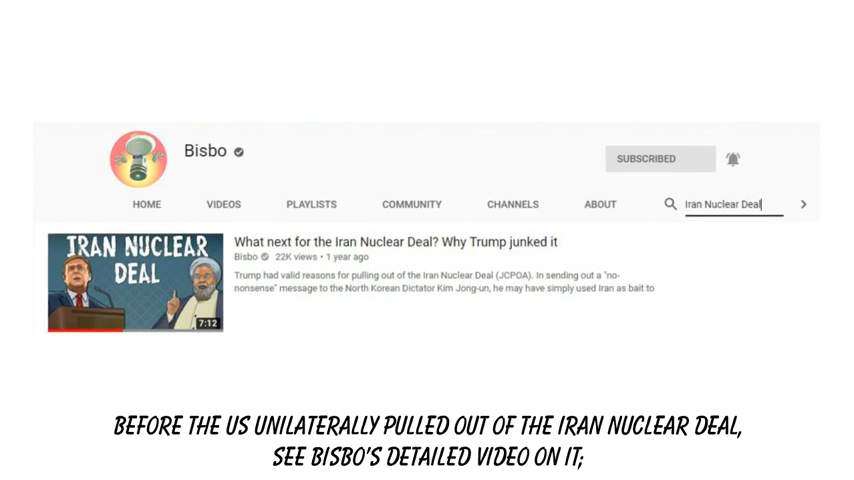 Bisbo
SUBSCRIBED
HOME VIDEOS PLAYLISTS COMMUNITY CHANNELS ABOUT Iran Nuclear Deal
IRAN NUCLEAR
DEAL
7:12
What next for the Iran Nuclear Deal? Why Trump junked it
Bisbo 22K views • 1 year ago
Trump had valid reasons for pulling out of the Iran Nuclear Deal (JCPOA). In sending out a "no-
nonsense" message to the North Korean Dictator Kim Jong-un, he may have simply used Iran as bait to
BEFORE THE US UNILATERALLY PULLED OUT OF THE IRAN NUCLEAR DEAL,
SEE BISBO'S DETAILED VIDEO ON IT;